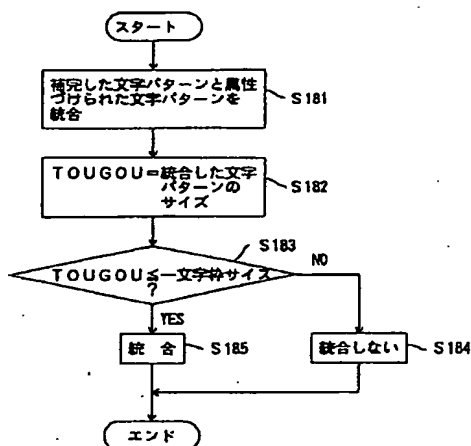 スタート
補完した文字パターンと属性
づけられた文字パターンを
統合
S181
TOUGOU=統合した文字
パターンの
サイズ
S182
S183
TOUGOU≦一文字枠サイズ
?
NO
YES
統 合
S185
統合しない
S184
エンド